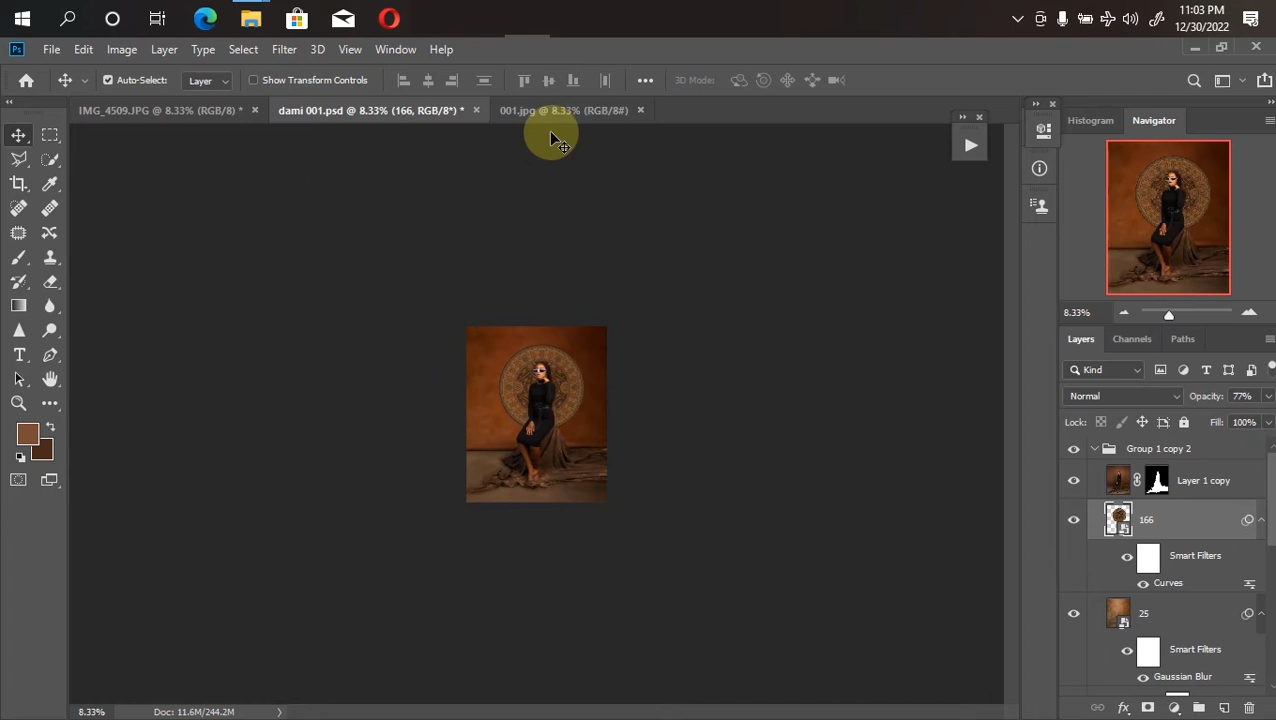 11:03 PM
12/30/2022
Ps File Edit Image Layer Type Select Filter 3D View Window Help
Auto-Select: Layer Show Transform Controls 3D Mode:
IMG_4509.JPG @ 8.33% (RGB/8) * dami 001.psd @ 8.33% (166, RGB/8*) * 001.jpg @ 8.33% (RGB/8#)
Histogram Navigator
8.33%
Layers Channels Paths
Kind
Normal Opacity: 77%
Lock: Fill: 100%
Group 1 copy 2
Layer 1 copy
166
Smart Filters
Curves
25
Smart Filters
Gaussian Blur
8.33% Doc: 11.6M/244.2M